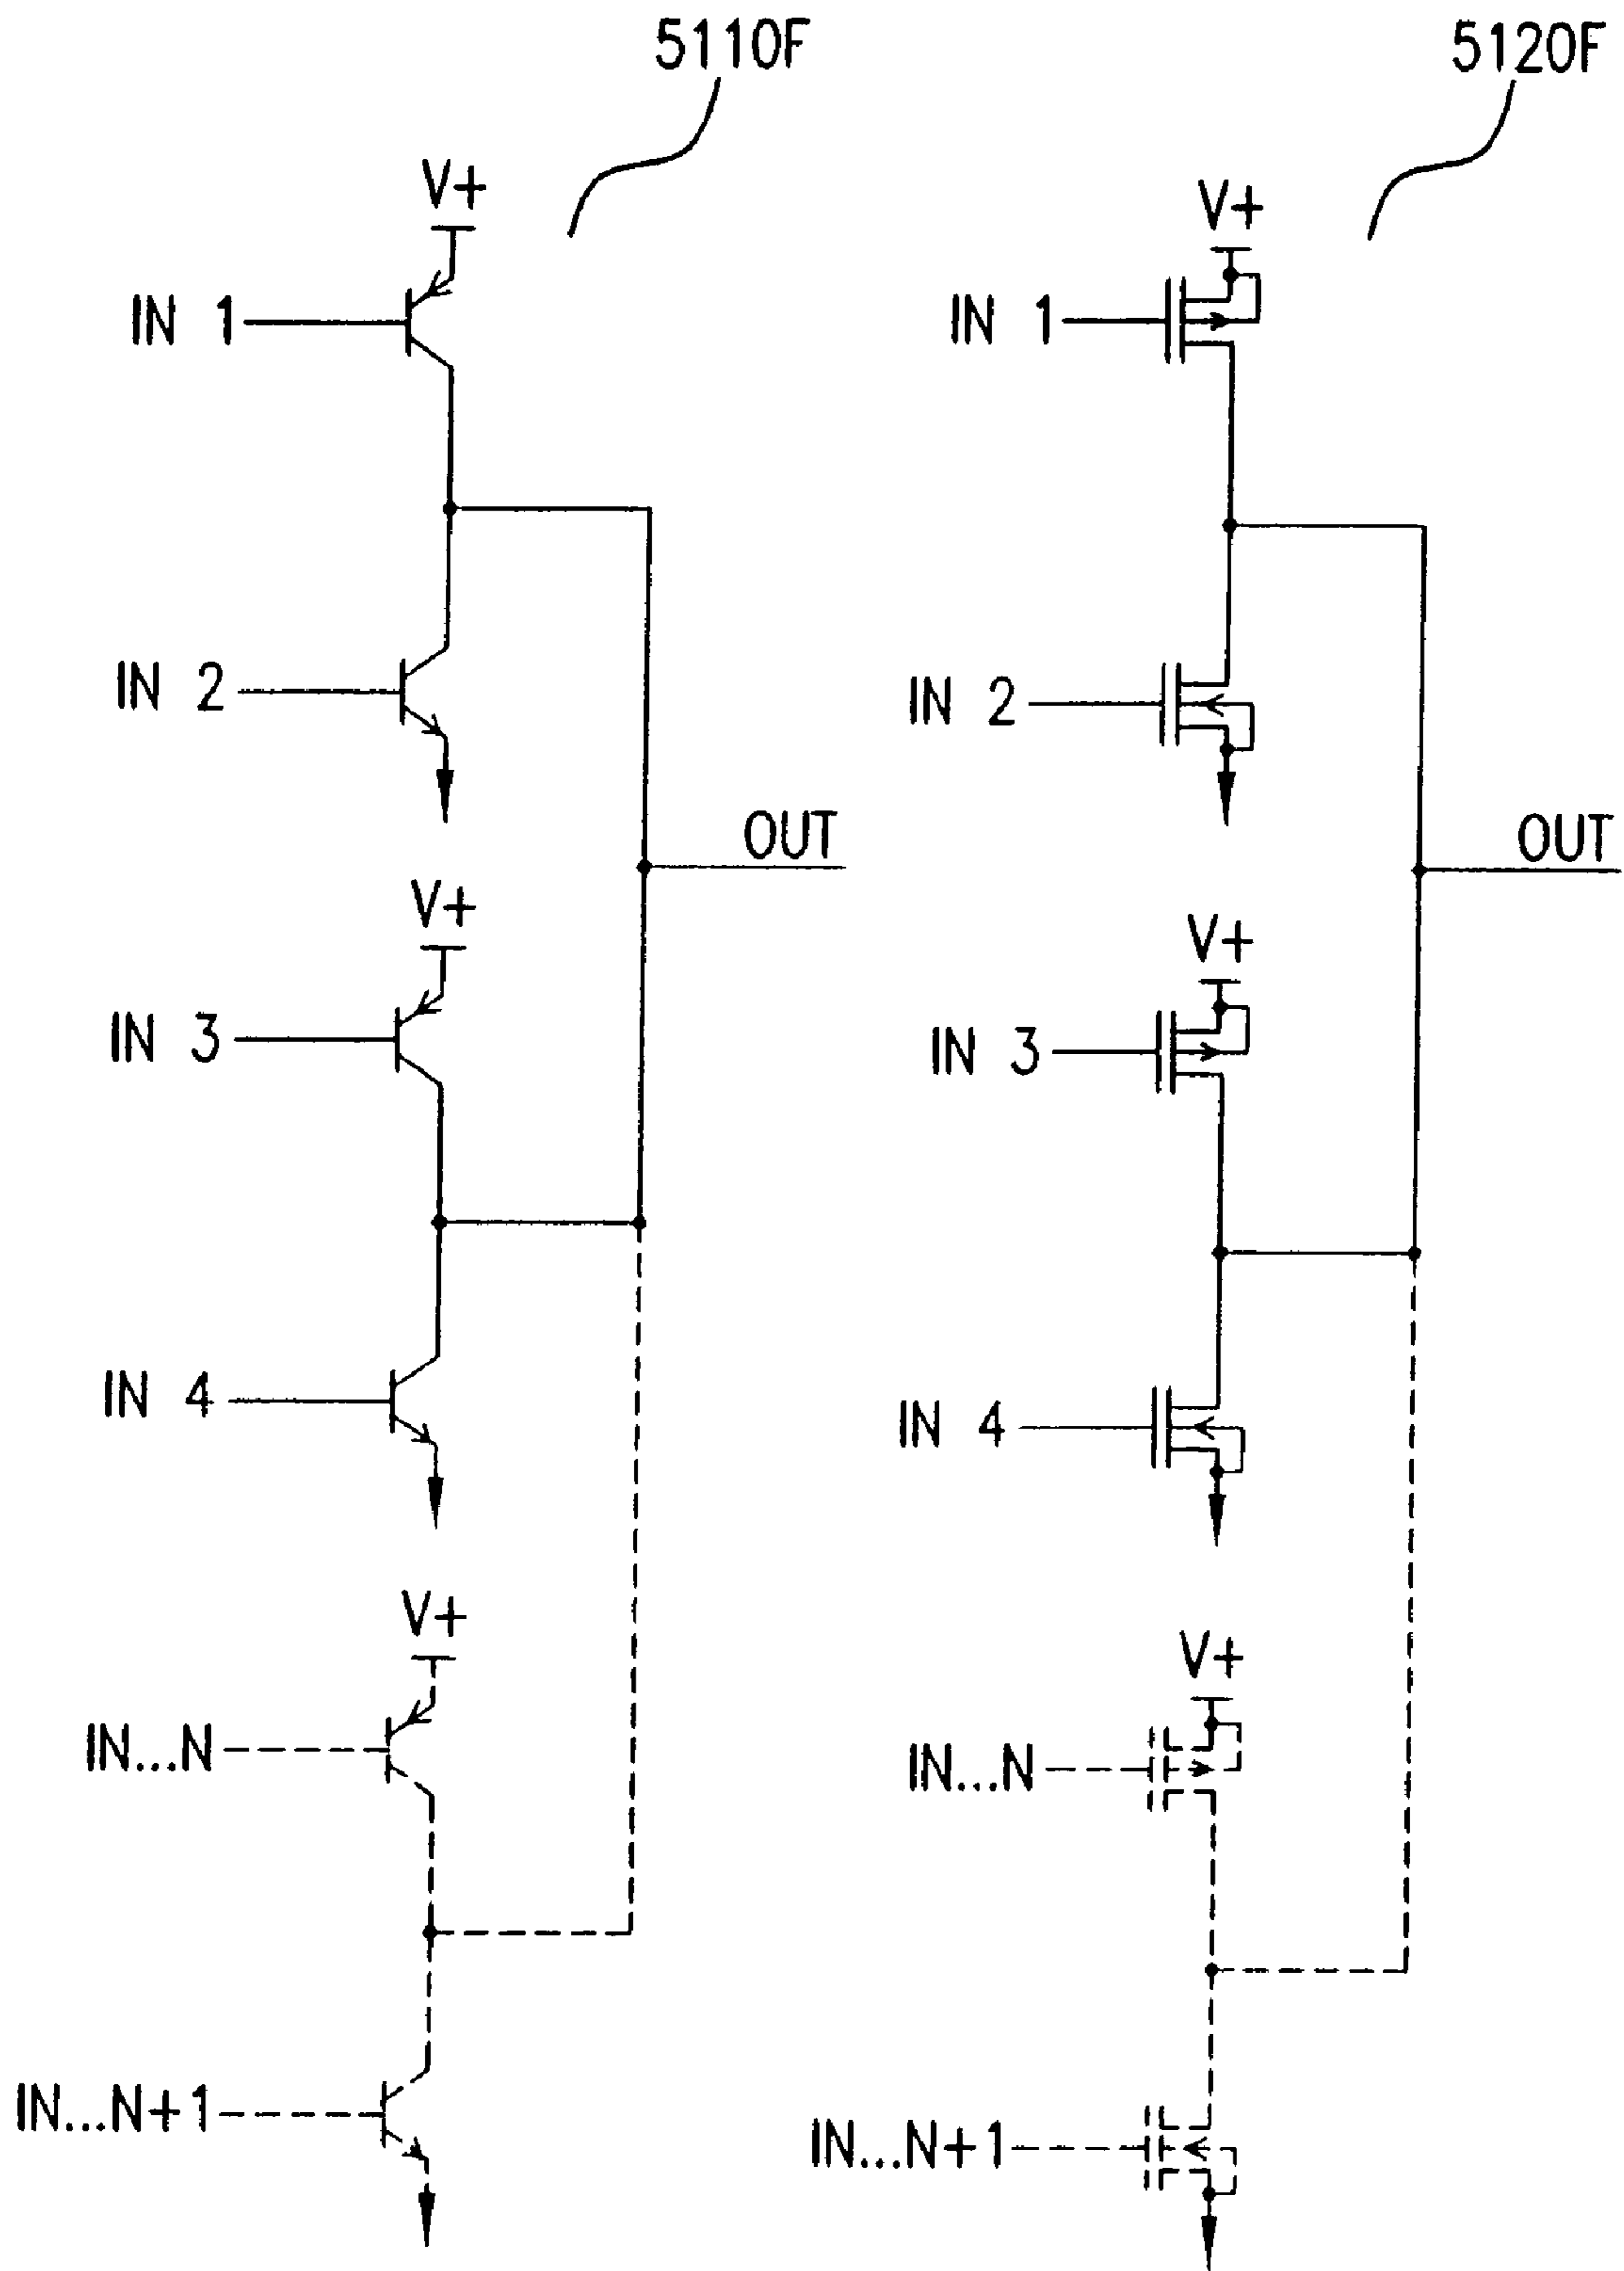 5110F
V+
IN 1
IN 2
OUT
V+
IN 3
IN 4
V+
IN...N
IN...N+1
5120F
V+
IN 1
IN 2
OUT
V+
IN 3
IN 4
V+
IN...N
IN...N+1